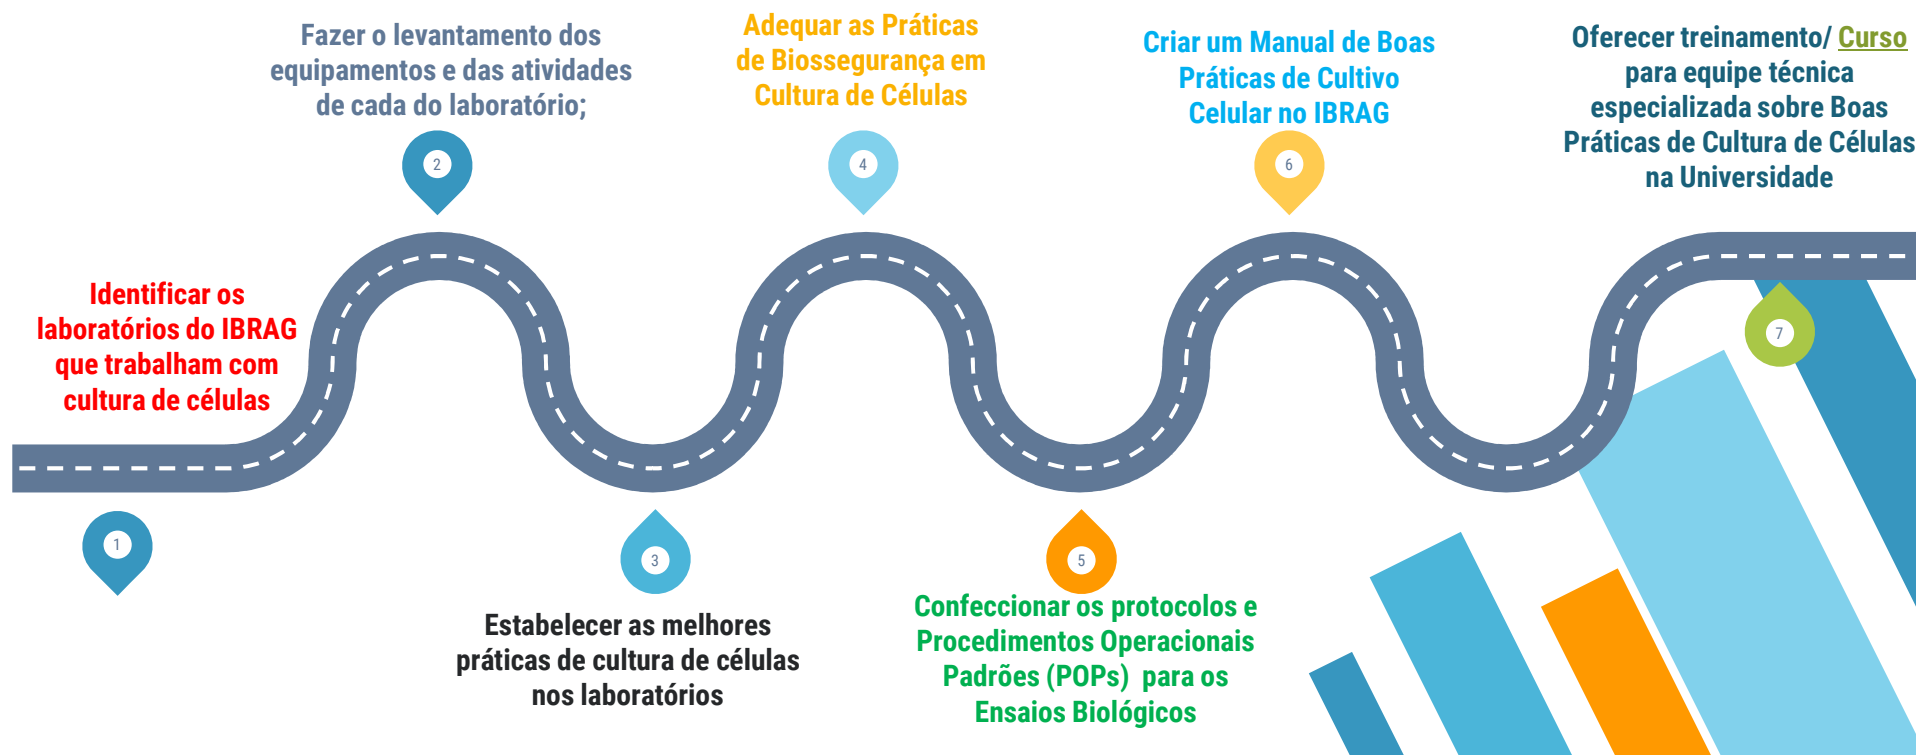 Identificar os
laboratórios do IBRAG
que trabalham com
cultura de células
1
Fazer o levantamento dos
equipamentos e das atividades
de cada do laboratório;
2
3
Estabelecer as melhores
práticas de cultura de células
nos laboratórios
Adequar as Práticas
de Biossegurança em
Cultura de Células
4
5
Confeccionar os protocolos e
Procedimentos Operacionais
Padrões (POPs) para os
Ensaios Biológicos
Criar um Manual de Boas
Práticas de Cultivo
Celular no IBRAG
6
Oferecer treinamento/ Curso
para equipe técnica
especializada sobre Boas
Práticas de Cultura de Células
na Universidade
7